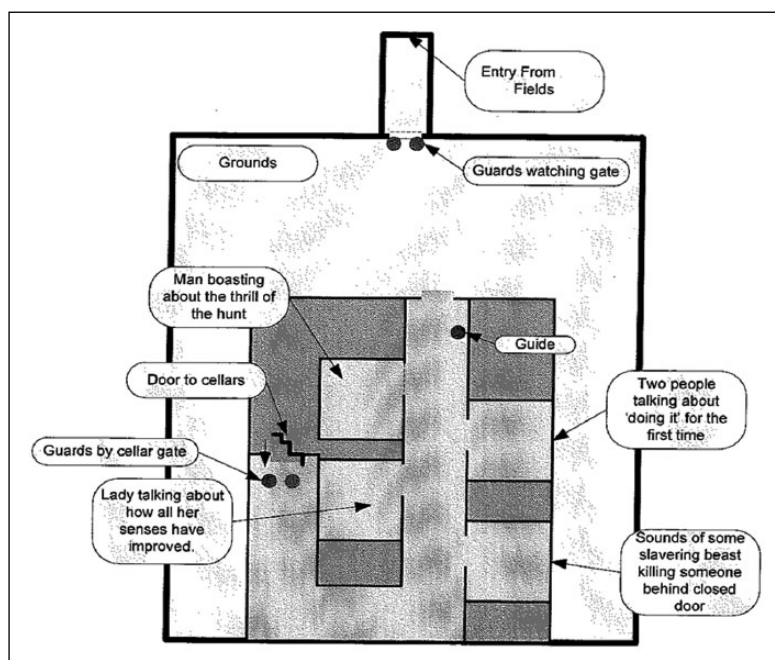 Entry From
Fields
Grounds
Guards watching gate
Man boasting
about the thrill of
the hunt
Guide
Door to cellars
Two people
talking about
'doing it' for the
first time
Guards by cellar gate
Lady talking about
how all her
senses have
improved.
Sounds of some
slavering beast
killing someone
behind closed
door